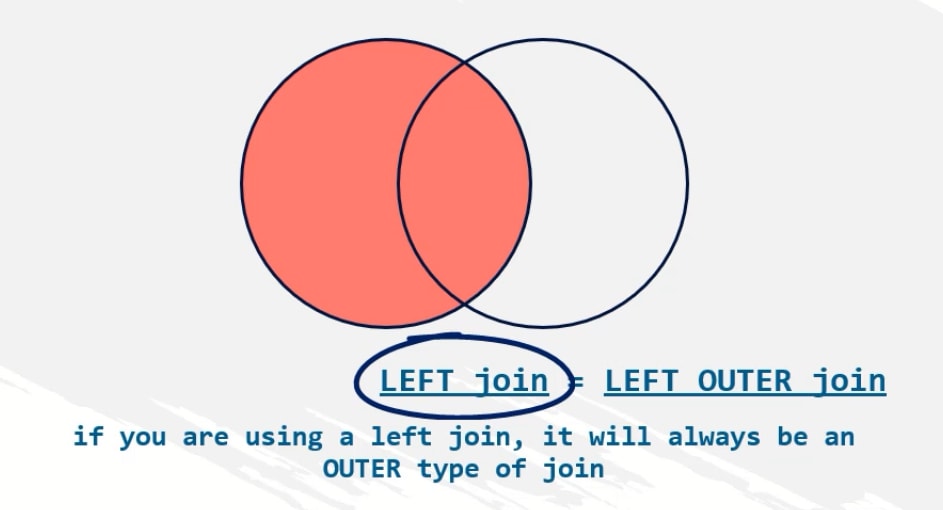 LEFT join = LEFT OUTER join
if you are using a left join, it will always be an
OUTER type of join